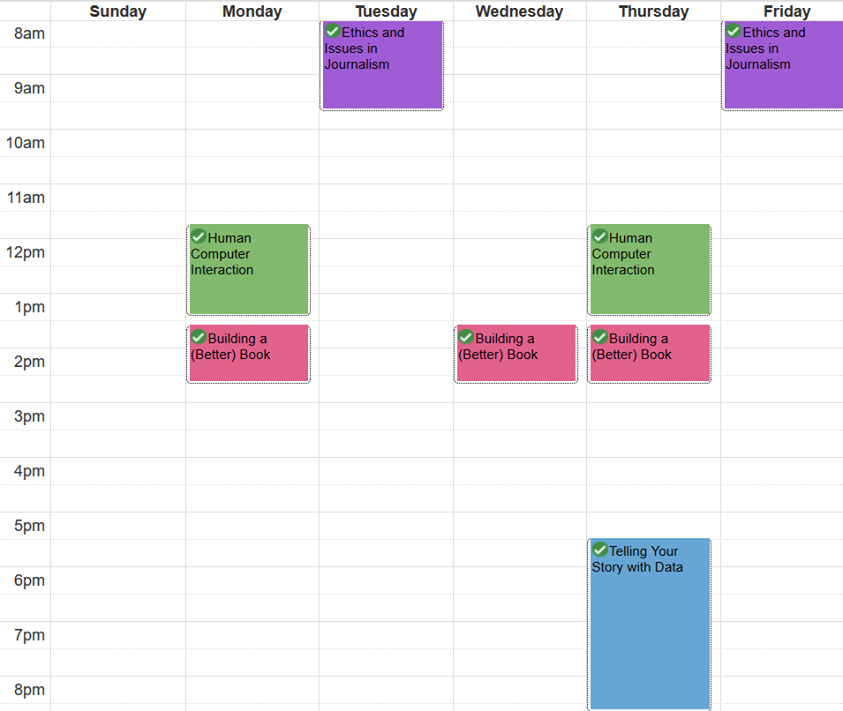 Sunday Monday Tuesday Wednesday Thursday Friday
8am
Ethics and
Issues in
Journalism
Ethics and
Issues in
Journalism
9am
10am
11am
Human
Computer
Interaction
Human
Computer
Interaction
12pm
1pm
Building a
(Better) Book
Building a
(Better) Book
Building a
(Better) Book
2pm
3pm
4pm
5pm
Telling Your
Story with Data
6pm
7pm
8pm